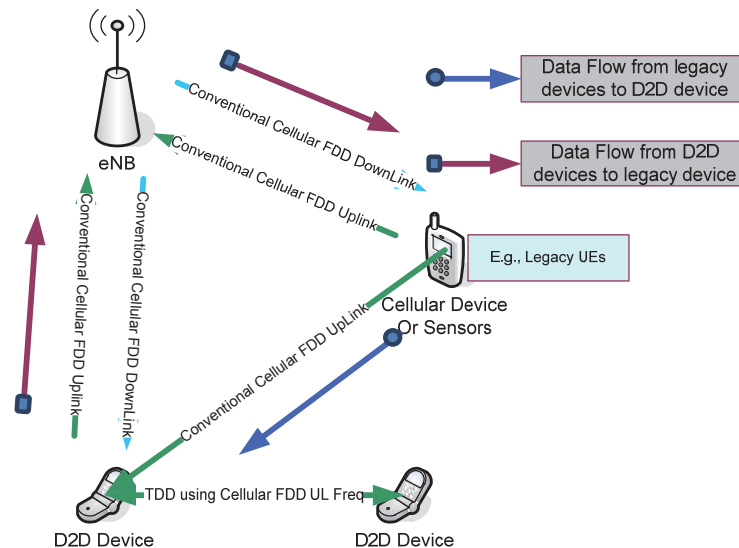 Data Flow from legacy
devices to D2D device
Conventional Cellular FDD DownLink
eNB
Conventional Cellular FDD Uplink
Data Flow from D2D
devices to legacy device
E.g., Legacy UEs
Cellular Device
Or Sensors
Conventional Cellular FDD Uplink
Conventional Cellular FDD DownLink
Conventional Cellular FDD UpLink
TDD using Cellular FDD UL Freq
D2D Device
D2D Device